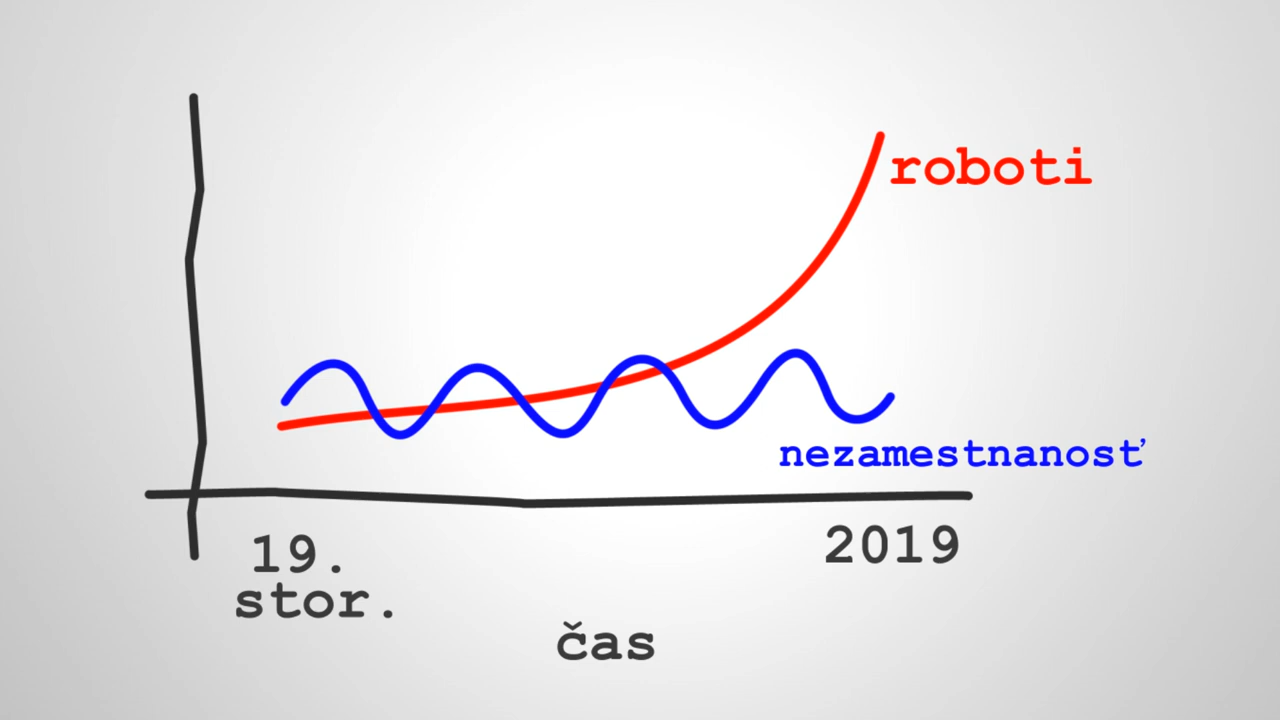 roboti
nezamestnanosť
19.
stor.
2019
čas